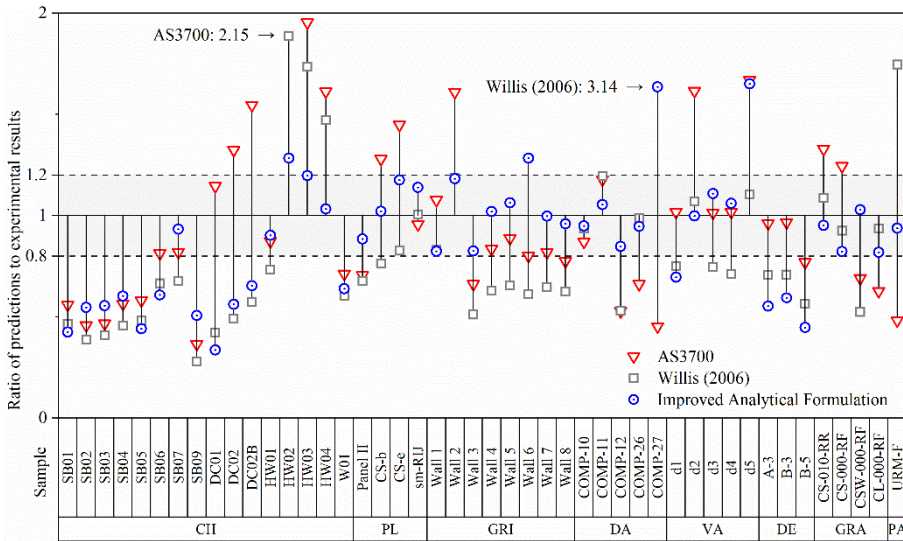 2
AS3700: 2.15 →
Willis (2006): 3.14 →
1.2
0.8
0
Ratio of predictions to experimental results
AS3700
Willis (2006)
Improved Analytical Formulation
Sample
SB01
SB02
SB03
SB04
SB05
SB06
SB07
SB09
DC01
DC02
DC02B
HW01
HW02
HW03
HW04
W01
Panel II
CS-b
CS-e
sm-RIJ
Wall 1
Wall 2
Wall 3
Wall 4
Wall 5
Wall 6
Wall 7
Wall 8
COMP-10
COMP-11
COMP-12
COMP-26
COMP-27
d1
d2
d3
d4
d5
A-3
B-3
B-5
CS-010-RR
CS-000-RF
CSW-000-RF
CL-000-RF
URM-F
CII
PL
GRI
DA
VA
DE
GRA
PA